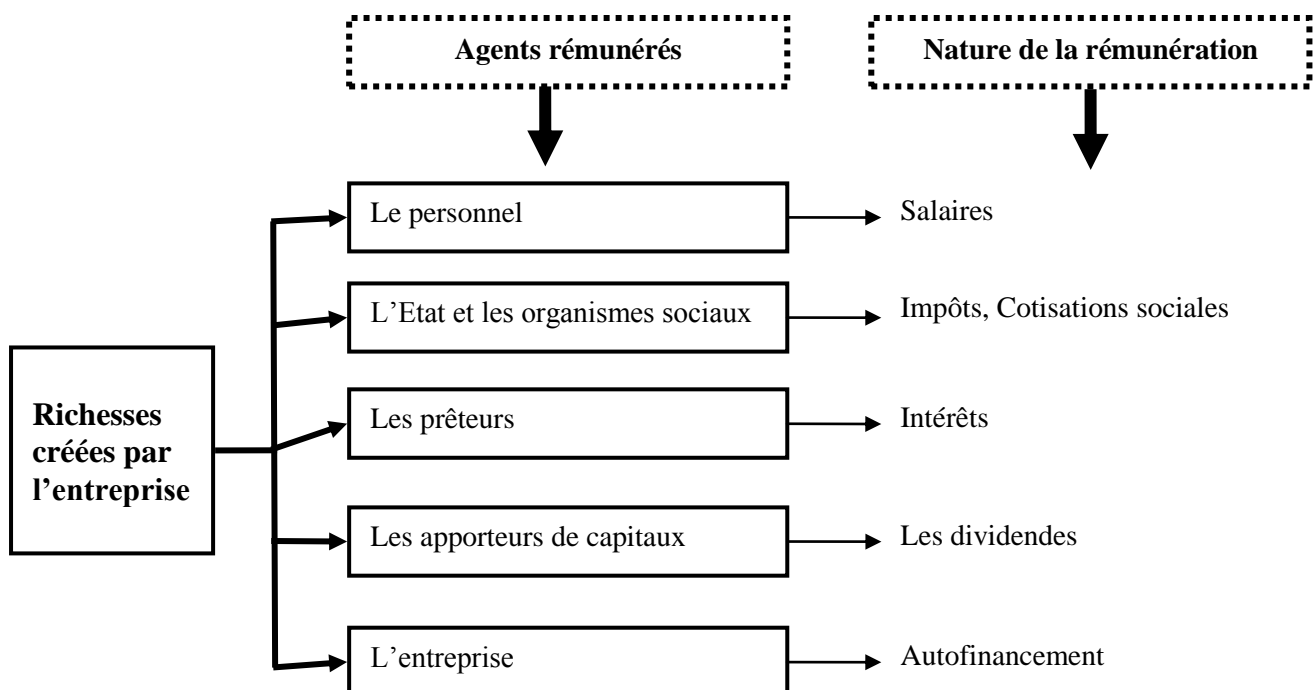 Agents rémunérés
Nature de la rémunération
Le personnel
Salaires
L’Etat et les organismes sociaux
Impôts, Cotisations sociales
Richesses
créées par
l’entreprise
Les prêteurs
Intérêts
Les apporteurs de capitaux
Les dividendes
L’entreprise
Autofinancement